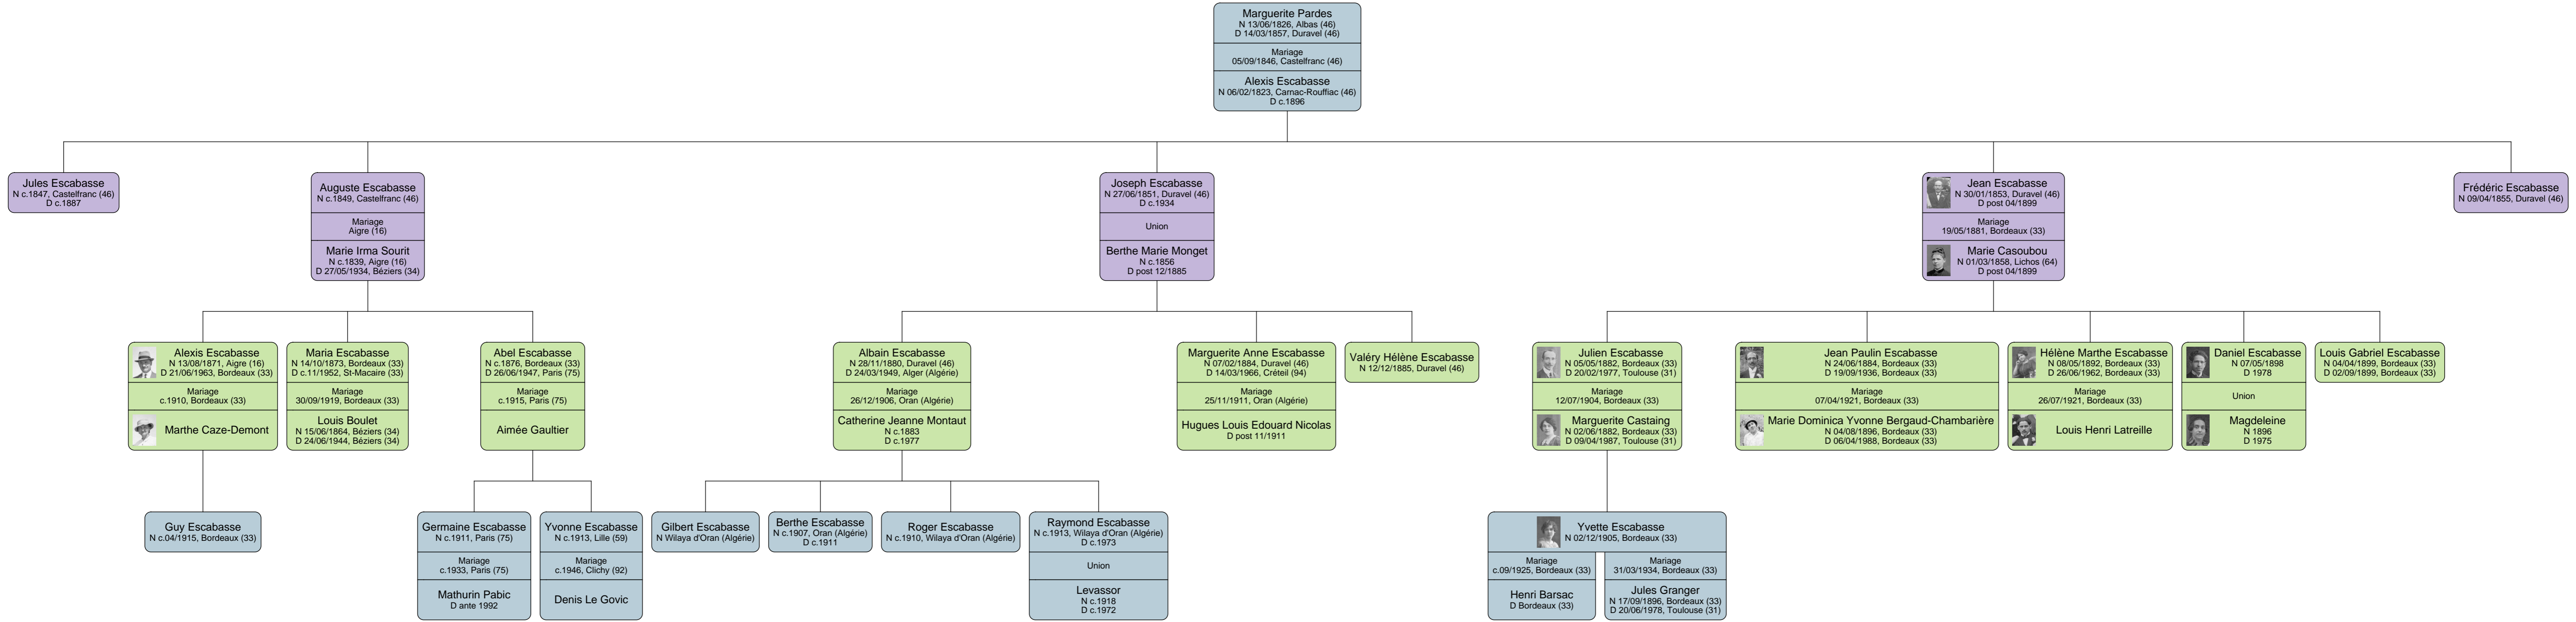 Marguerite Pardes
N 13/06/1826, Albas (46)
D 14/03/1857, Duravel (46)
Mariage
05/09/1846, Castelfranc (46)
Alexis Escabasse
N 06/02/1823, Carnac-Rouffiac (46)
D c.1896
Jules Escabasse
N c.1847, Castelfranc (46)
D c.1887
Auguste Escabasse
N c.1849, Castelfranc (46)
Mariage
Aigre (16)
Marie Irma Sourit
N c.1839, Aigre (16)
D 27/05/1934, Béziers (34)
Joseph Escabasse
N 27/06/1851, Duravel (46)
D c.1934
Union
Berthe Marie Monget
N c.1856
D post 12/1885
Jean Escabasse
N 30/01/1853, Duravel (46)
D post 04/1899
Mariage
19/05/1881, Bordeaux (33)
Marie Casoubou
N 01/03/1858, Lichos (64)
D post 04/1899
Frédéric Escabasse
N 09/04/1855, Duravel (46)
Alexis Escabasse
N 13/08/1871, Aigre (16)
D 21/06/1963, Bordeaux (33)
Mariage
c.1910, Bordeaux (33)
Marthe Caze-Demont
Maria Escabasse
N 14/10/1873, Bordeaux (33)
D c.11/1952, St-Macaire (33)
Mariage
30/09/1919, Bordeaux (33)
Louis Boulet
N 15/06/1864, Béziers (34)
D 24/06/1944, Béziers (34)
Abel Escabasse
N c.1876, Bordeaux (33)
D 26/06/1947, Paris (75)
Mariage
c.1915, Paris (75)
Aimée Gaultier
Albain Escabasse
N 28/11/1880, Duravel (46)
D 24/03/1949, Alger (Algérie)
Mariage
26/12/1906, Oran (Algérie)
Catherine Jeanne Montaut
N c.1883
D c.1977
Marguerite Anne Escabasse
N 07/02/1884, Duravel (46)
D 14/03/1966, Créteil (94)
Mariage
25/11/1911, Oran (Algérie)
Hugues Louis Edouard Nicolas
D post 11/1911
Valéry Hélène Escabasse
N 12/12/1885, Duravel (46)
Julien Escabasse
N 05/05/1882, Bordeaux (33)
D 20/02/1977, Toulouse (31)
Mariage
12/07/1904, Bordeaux (33)
Marguerite Castaing
N 02/06/1882, Bordeaux (33)
D 09/04/1987, Toulouse (31)
Jean Paulin Escabasse
N 24/06/1884, Bordeaux (33)
D 19/09/1936, Bordeaux (33)
Mariage
07/04/1921, Bordeaux (33)
Marie Dominica Yvonne Bergaud-Chambarière
N 04/08/1896, Bordeaux (33)
D 06/04/1988, Bordeaux (33)
Hélène Marthe Escabasse
N 08/05/1892, Bordeaux (33)
D 26/06/1962, Bordeaux (33)
Mariage
26/07/1921, Bordeaux (33)
Louis Henri Latreille
Daniel Escabasse
N 07/05/1898
D 1978
Union
Magdeleine
N 1896
D 1975
Louis Gabriel Escabasse
N 04/04/1899, Bordeaux (33)
D 02/09/1899, Bordeaux (33)
Guy Escabasse
N c.04/1915, Bordeaux (33)
Germaine Escabasse
N c.1911, Paris (75)
Mariage
c.1933, Paris (75)
Mathurin Pabic
D ante 1992
Yvonne Escabasse
N c.1913, Lille (59)
Mariage
c.1946, Clichy (92)
Denis Le Govic
Gilbert Escabasse
N Wilaya d'Oran (Algérie)
Berthe Escabasse
N c.1907, Oran (Algérie)
D c.1911
Roger Escabasse
N c.1910, Wilaya d'Oran (Algérie)
Raymond Escabasse
N c.1913, Wilaya d'Oran (Algérie)
D c.1973
Union
Levassor
N c.1918
D c.1972
Yvette Escabasse
N 02/12/1905, Bordeaux (33)
Mariage
c.09/1925, Bordeaux (33)
Henri Barsac
D Bordeaux (33)
Mariage
31/03/1934, Bordeaux (33)
Jules Granger
N 17/09/1896, Bordeaux (33)
D 20/06/1978, Toulouse (31)